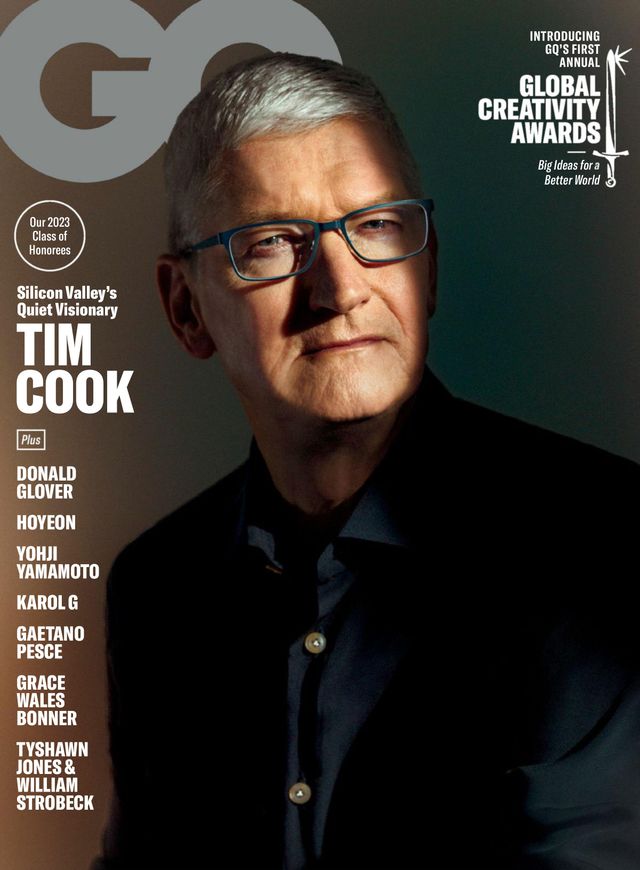 GQ
INTRODUCING
GQ'S FIRST
ANNUAL
GLOBAL
CREATIVITY
AWARDS
Big Ideas for a
Better World
Our 2023
Class of
Honorees
Silicon Valley's
Quiet Visionary
TIM
COOK
Plus
DONALD
GLOVER
HOYEON
YOHJI
YAMAMOTO
KAROL G
GAETANO
PESCE
GRACE
WALES
BONNER
TYSHAWN
JONES &
WILLIAM
STROBECK